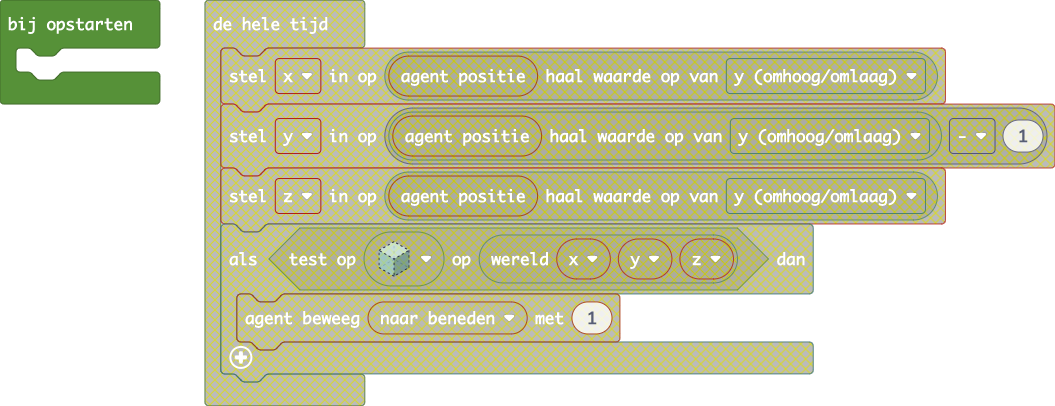 bij opstarten
de hele tijd
stel x in op agent positie haal waarde op van y (omhoog/omlaag)
stel y in op agent positie haal waarde op van y (omhoog/omlaag) - 1
stel z in op agent positie haal waarde op van y (omhoog/omlaag)
als test op op wereld x y z dan
agent beweeg naar beneden met 1